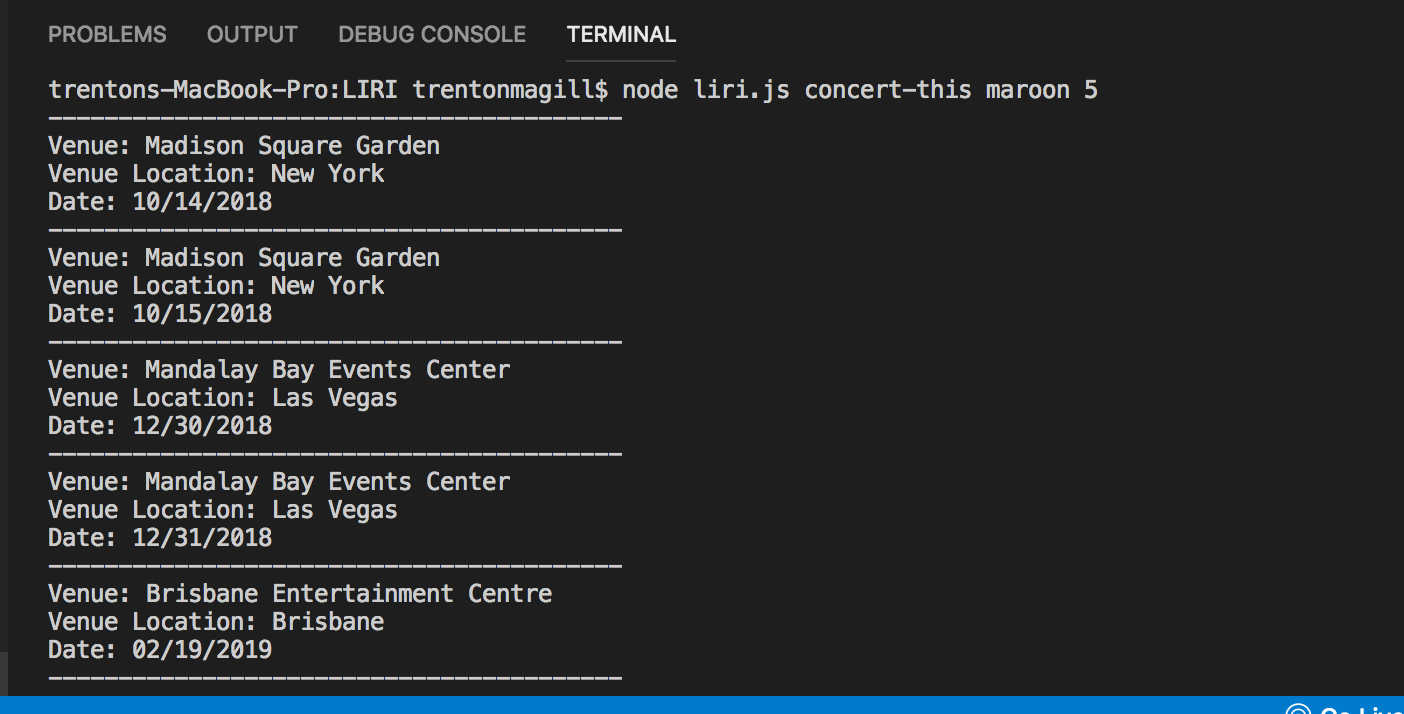 PROBLEMS OUTPUT DEBUG CONSOLE TERMINAL
trentons-MacBook-Pro:LIRI trentonmagill$ node liri.js concert-this maroon 5
-----------------------------------------
Venue: Madison Square Garden
Venue Location: New York
Date: 10/14/2018
-----------------------------------------
Venue: Madison Square Garden
Venue Location: New York
Date: 10/15/2018
-----------------------------------------
Venue: Mandalay Bay Events Center
Venue Location: Las Vegas
Date: 12/30/2018
-----------------------------------------
Venue: Mandalay Bay Events Center
Venue Location: Las Vegas
Date: 12/31/2018
-----------------------------------------
Venue: Brisbane Entertainment Centre
Venue Location: Brisbane
Date: 02/19/2019
-----------------------------------------
Go Live